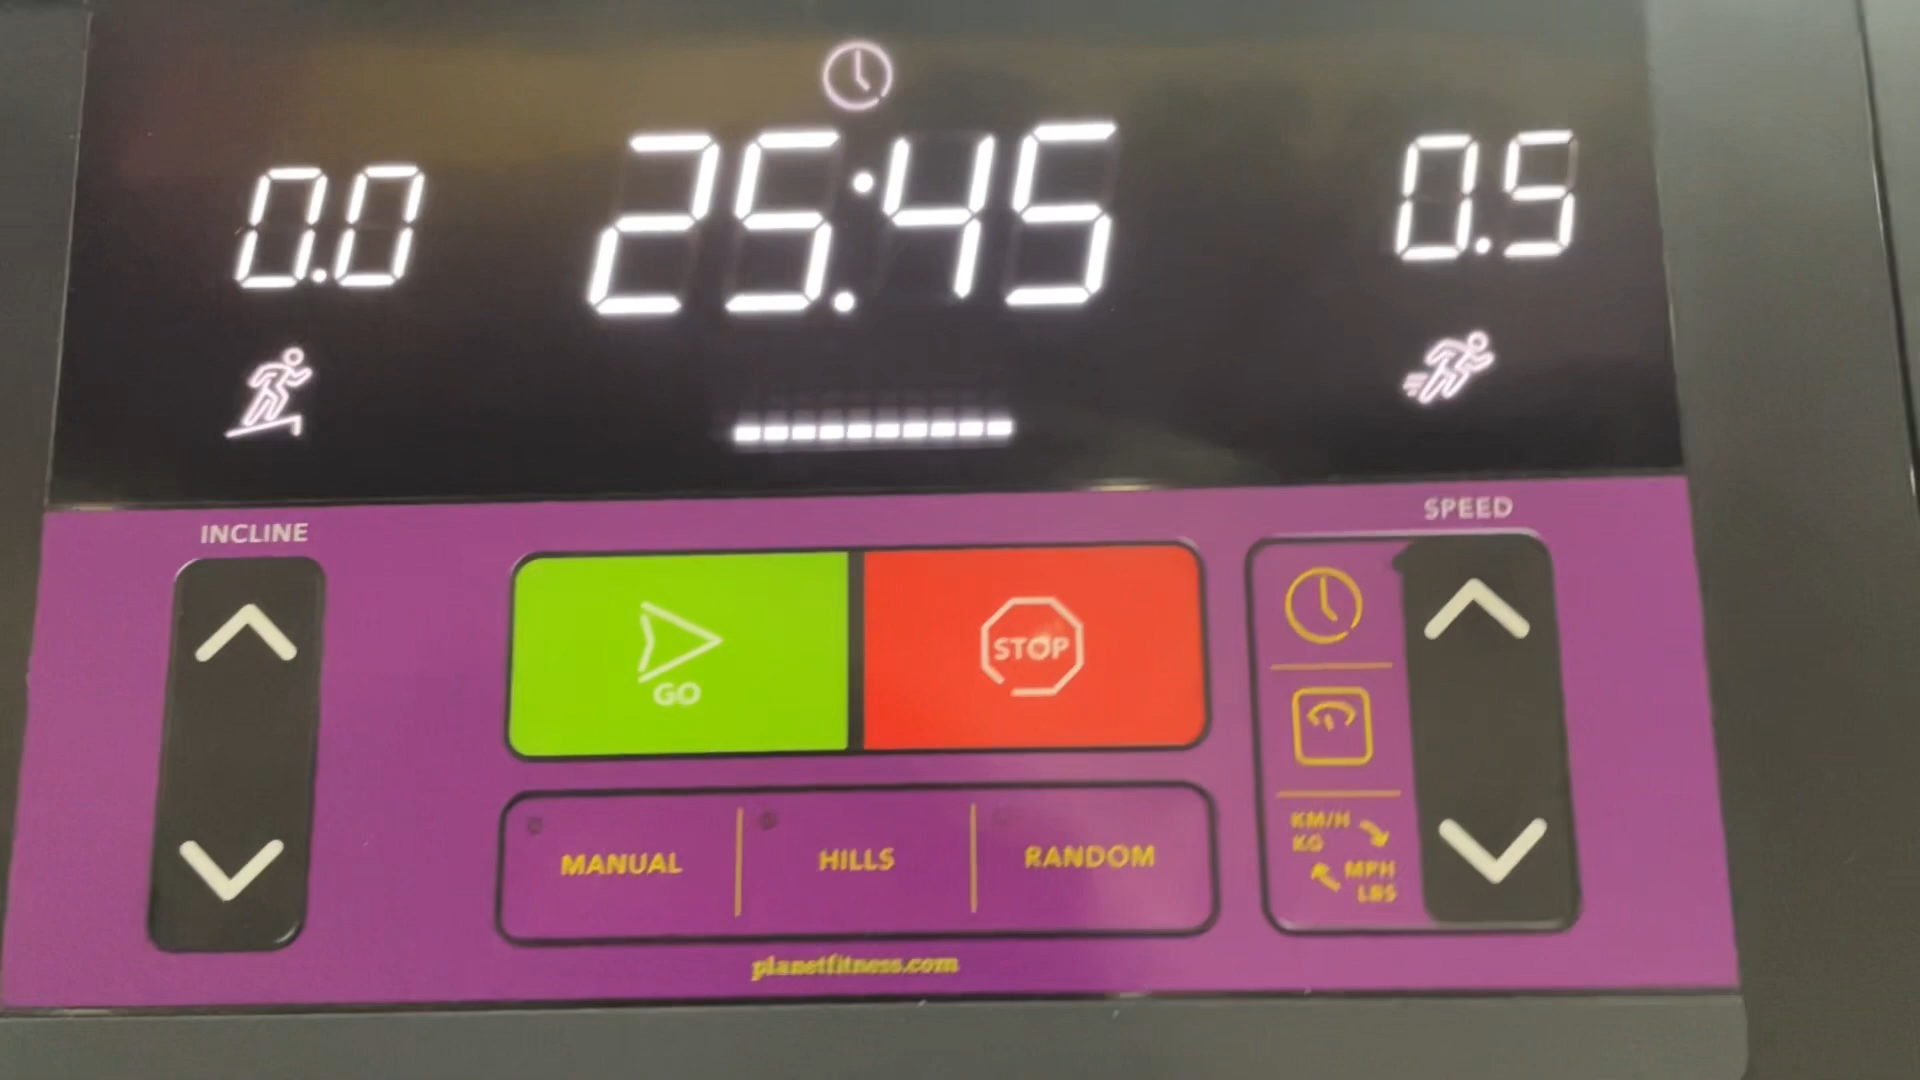 0.0
25:45
0.5
INCLINE
SPEED
GO
STOP
MANUAL
HILLS
RANDOM
KM/H
KG
MPH
LBS
planetfitness.com